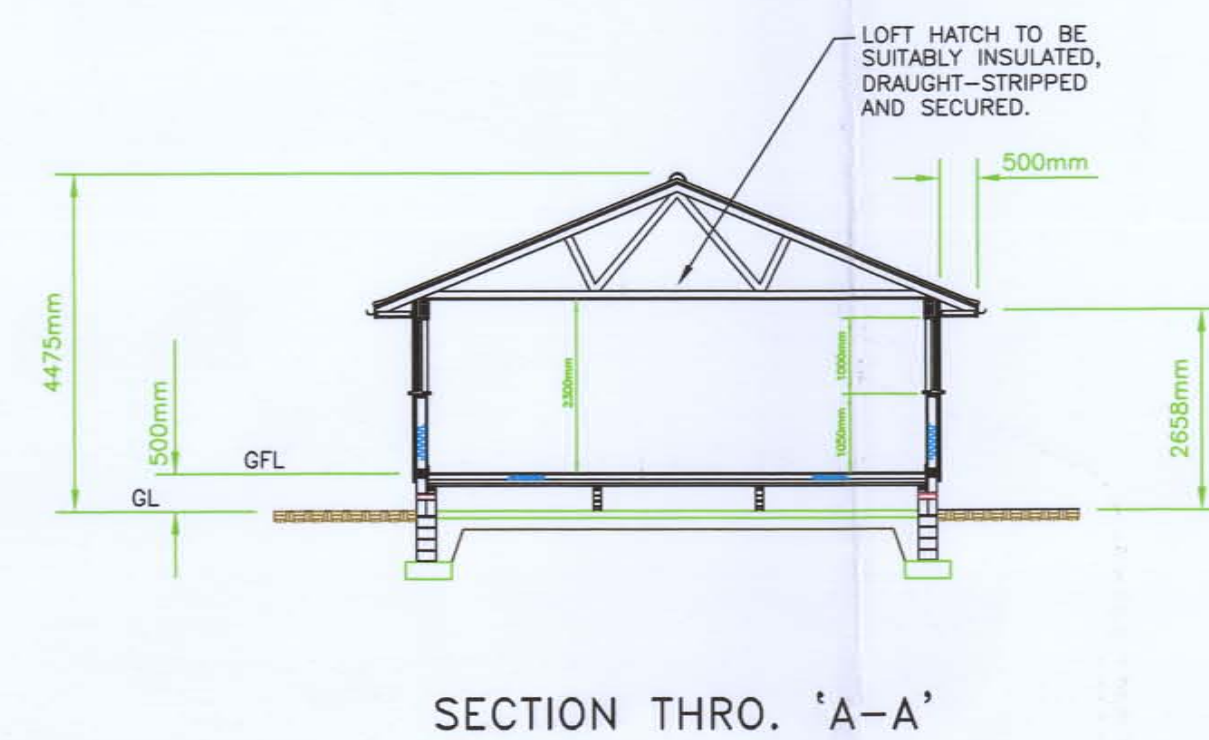 LOFT HATCH TO BE
SUITABLY INSULATED,
DRAUGHT-STRIPPED
AND SECURED.
500mm
4475mm
500mm
GFL
GL
2300mm
1000mm
1050mm
2658mm
SECTION THRO. 'A-A'